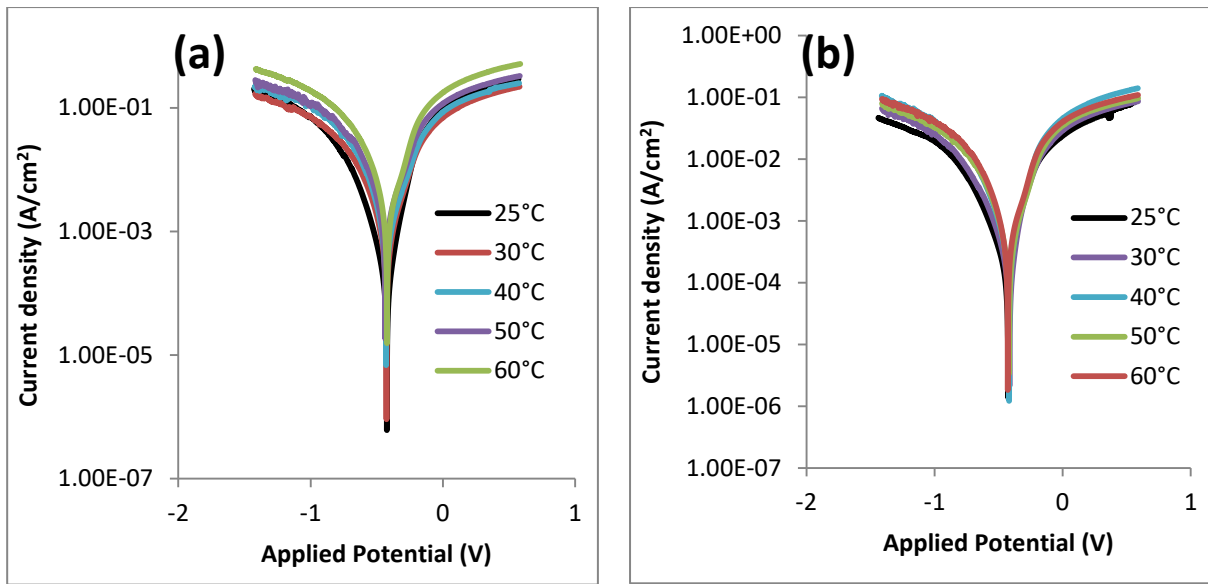 (a)
Current density (A/cm²)
1.00E-01
1.00E-03
1.00E-05
1.00E-07
-2
-1
0
1
Applied Potential (V)
25°C
30°C
40°C
50°C
60°C
(b)
Current density (A/cm²)
1.00E+00
1.00E-01
1.00E-02
1.00E-03
1.00E-04
1.00E-05
1.00E-06
1.00E-07
-2
-1
0
1
Applied Potential (V)
25°C
30°C
40°C
50°C
60°C